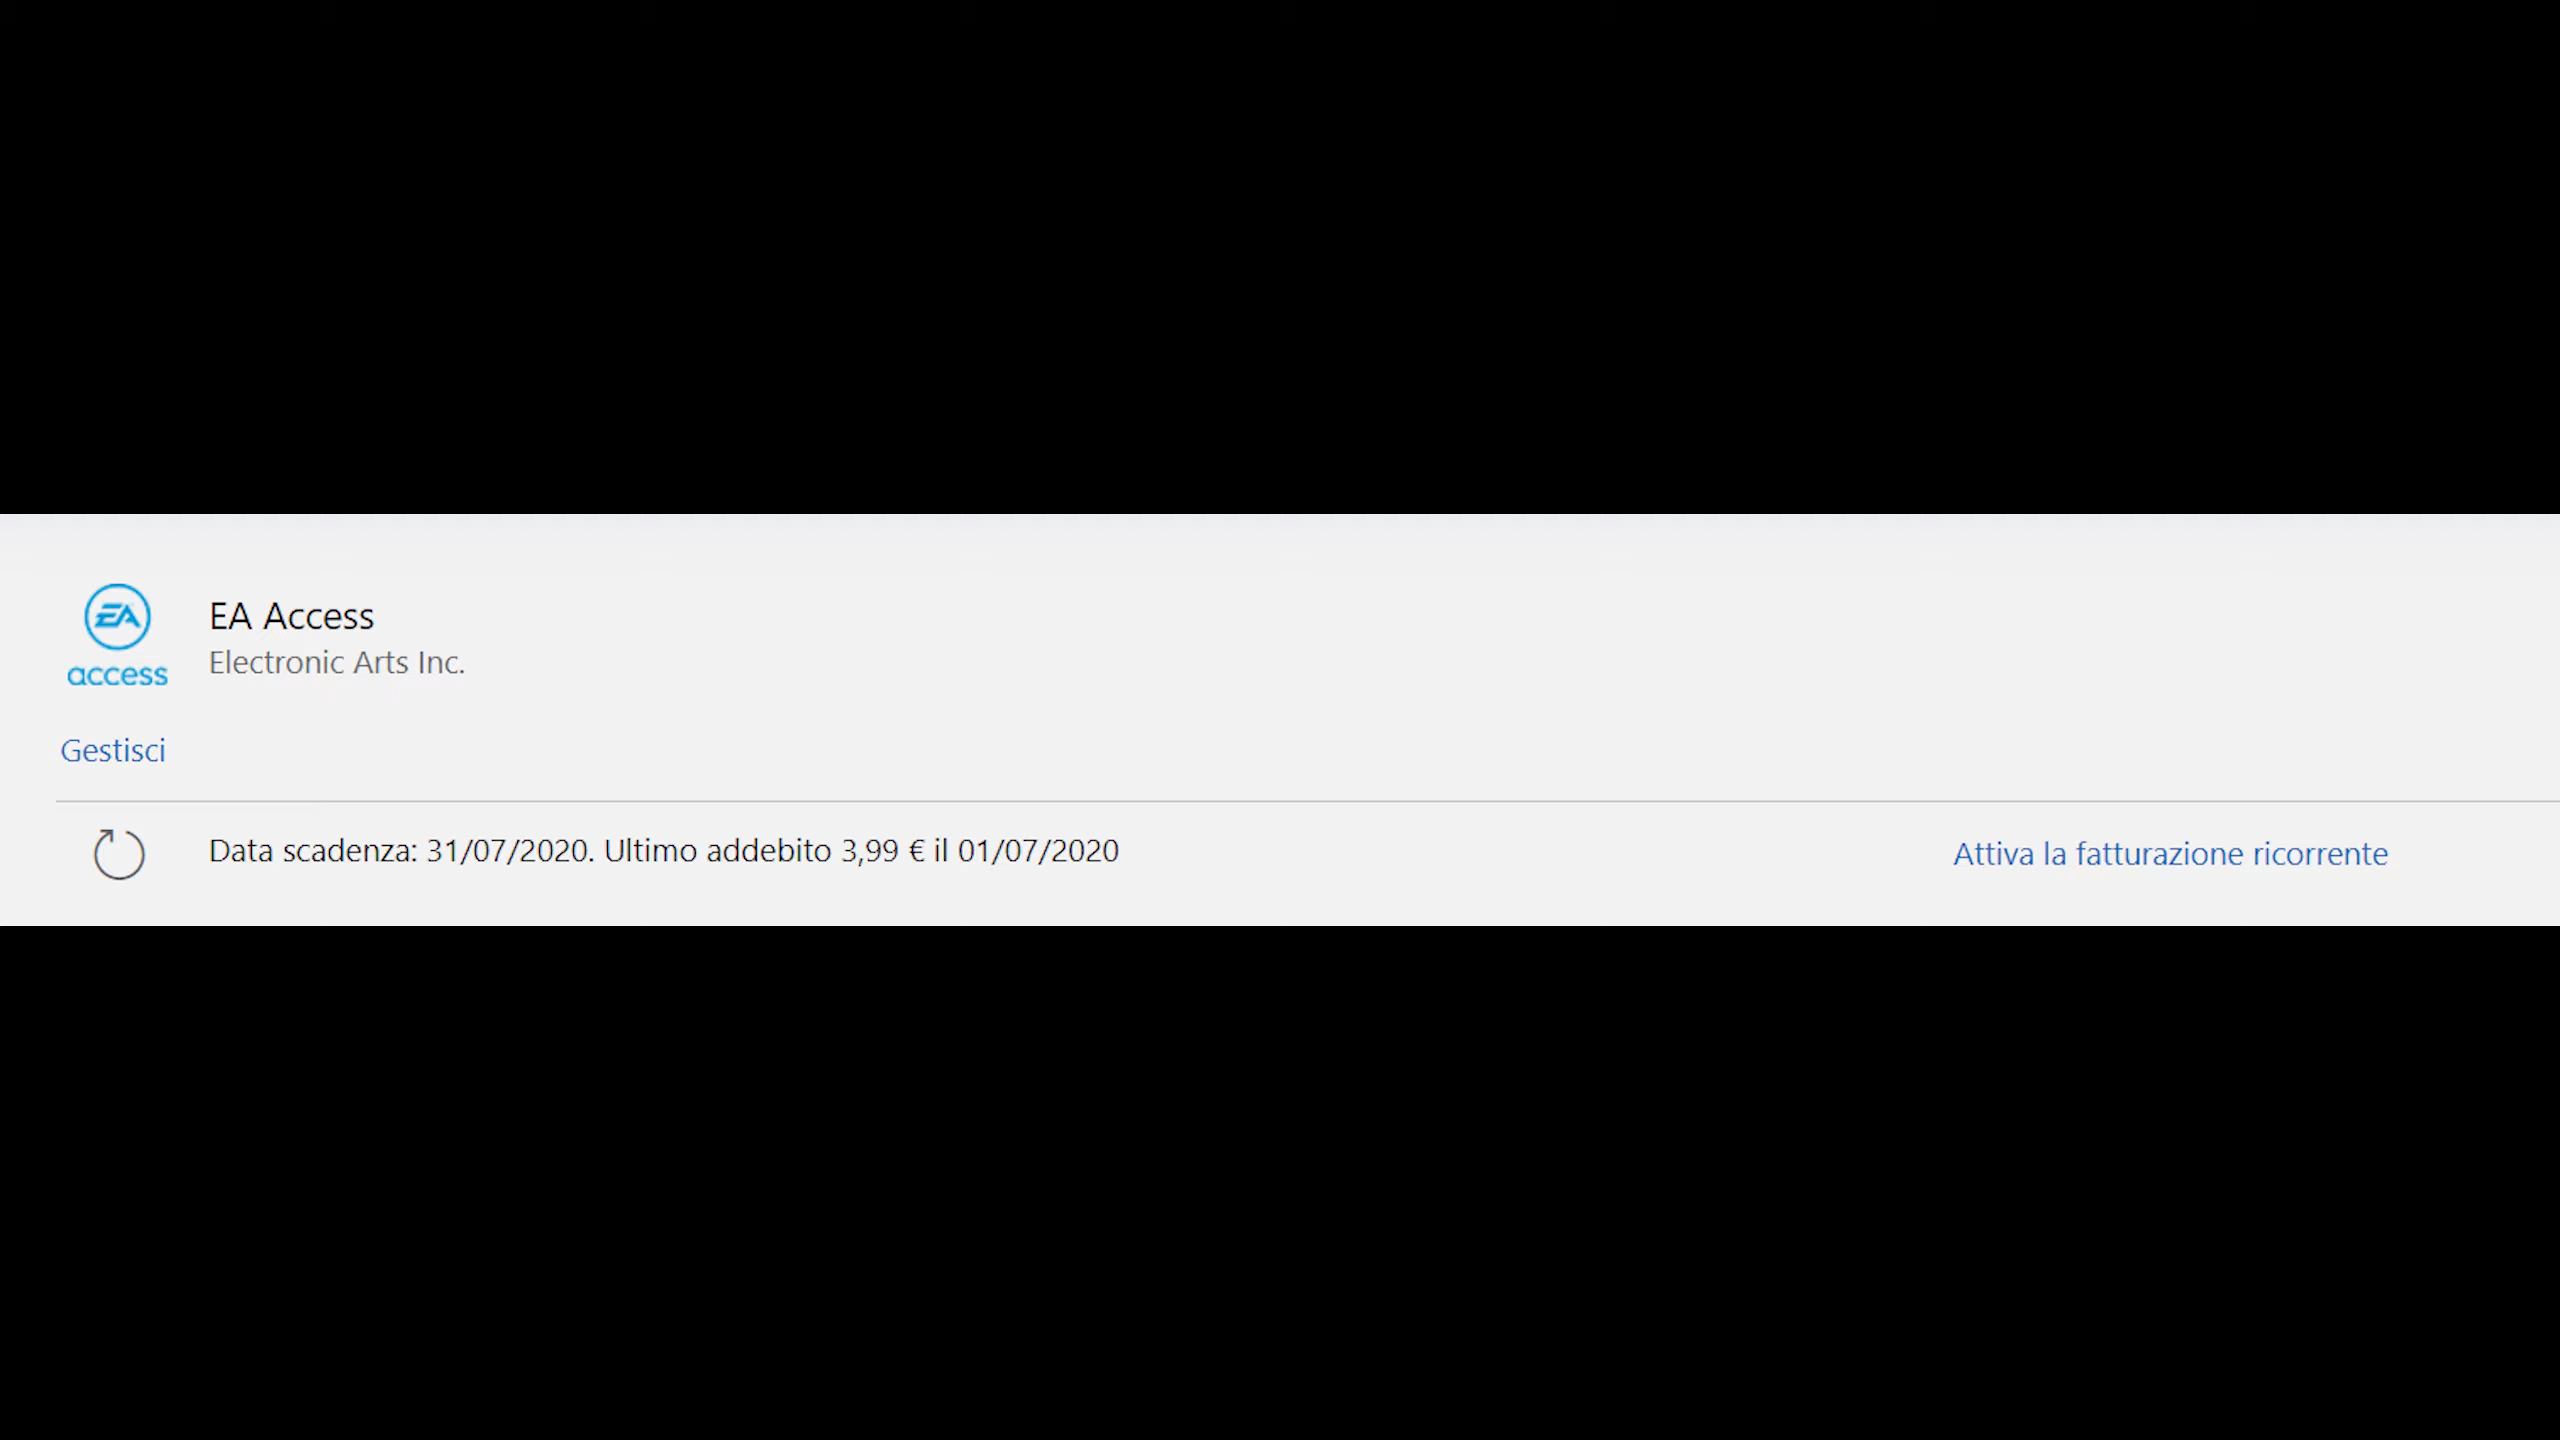 EA
access
EA Access
Electronic Arts Inc.
Gestisci
Data scadenza: 31/07/2020. Ultimo addebito 3,99 € il 01/07/2020
Attiva la fatturazione ricorrente